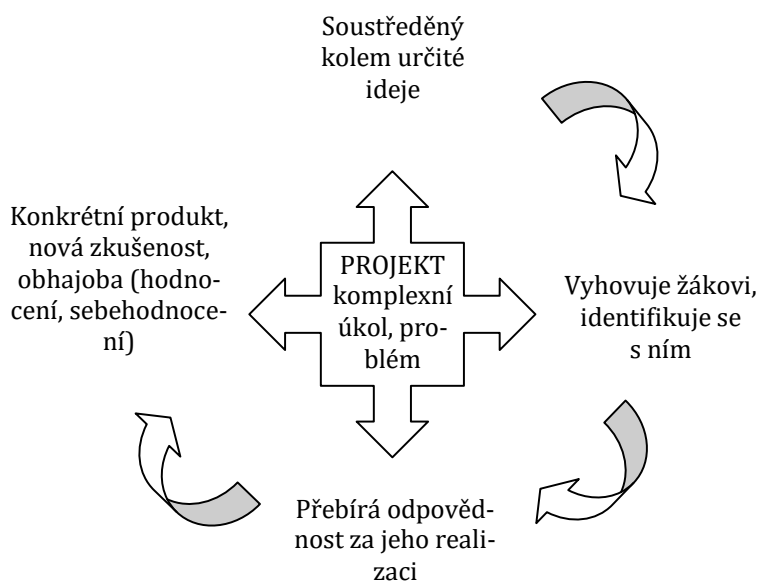 Soustředěný
kolem určité
ideje
Konkrétní produkt,
nová zkušenost,
obhajoba (hodno-
cení, sebehodnoce-
ní)
PROJEKT
komplexní
úkol, pro-
blém
Vyhovuje žákovi,
identifikuje se
s ním
Přebírá odpověd-
nost za jeho reali-
zaci